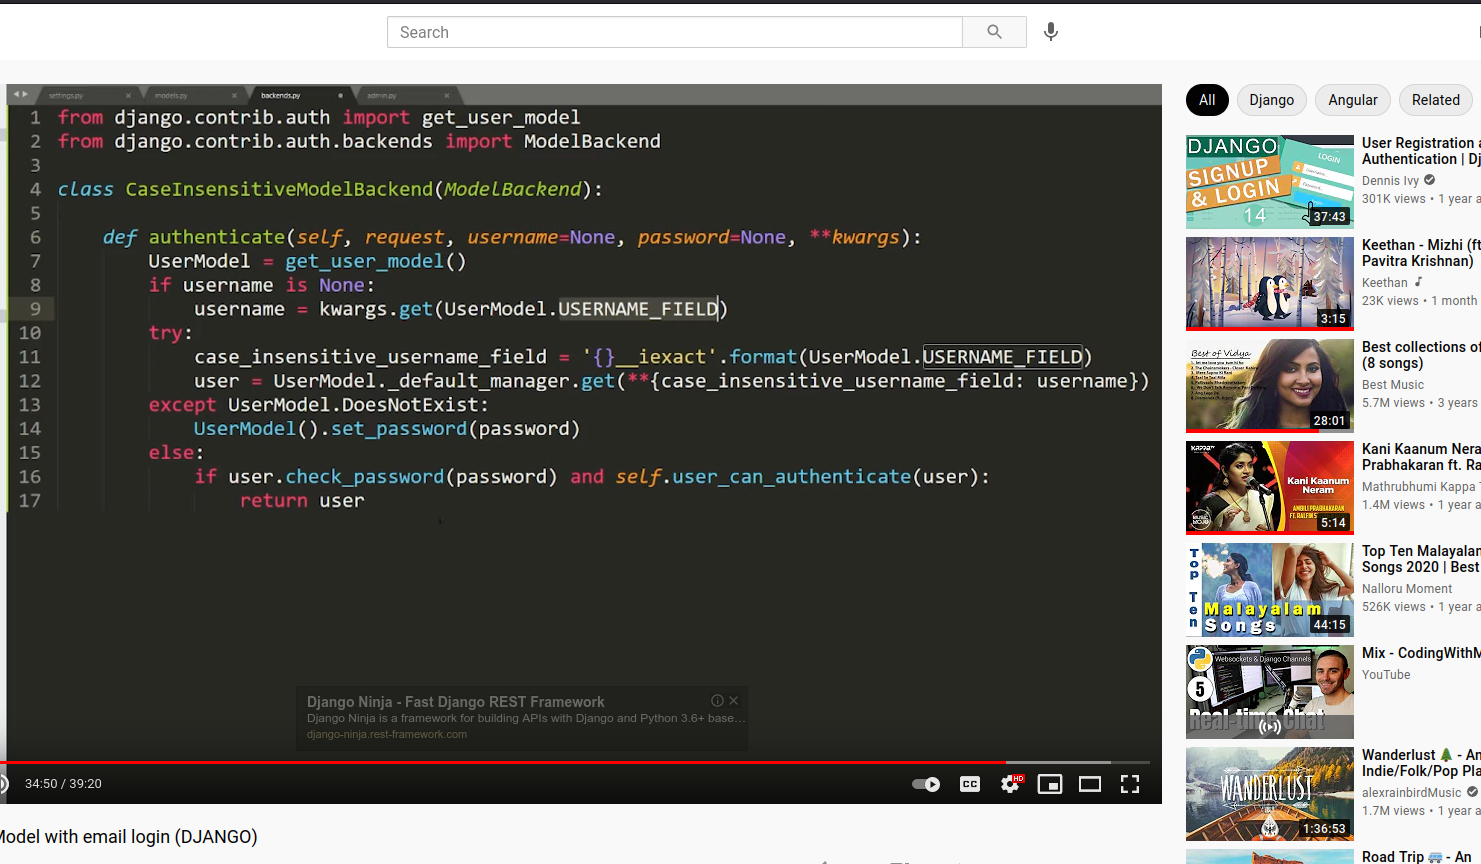 Search
settings.py
models.py
backends.py
admin.py
1 from django.contrib.auth import get_user_model
2 from django.contrib.auth.backends import ModelBackend
3
4 class CaseInsensitiveModelBackend(ModelBackend):
5
6 def authenticate(self, request, username=None, password=None, **kwargs):
7 UserModel = get_user_model()
8 if username is None:
9 username = kwargs.get(UserModel.USERNAME_FIELD)
10 try:
11 case_insensitive_username_field = '{}__iexact'.format(UserModel.USERNAME_FIELD)
12 user = UserModel._default_manager.get(**{case_insensitive_username_field: username})
13 except UserModel.DoesNotExist:
14 UserModel().set_password(password)
15 else:
16 if user.check_password(password) and self.user_can_authenticate(user):
17 return user
Django Ninja - Fast Django REST Framework
Django Ninja is a framework for building APIs with Django and Python 3.6+ base…
django-ninja.rest-framework.com
34:50 / 39:20
CC
HD
Model with email login (DJANGO)
All
Django
Angular
Related
DJANGO
SIGNUP
& LOGIN
14
LOGIN
37:43
User Registration a
Authentication | Dj
Dennis Ivy
301K views • 1 year a
3:15
Keethan - Mizhi (ft
Pavitra Krishnan)
Keethan
23K views • 1 month
Best of Vidya
28:01
Best collections of
(8 songs)
Best Music
5.7M views • 3 years
KAPPA
Kani Kaanum
Neram
AMBILI PRABHAKARAN
MUSIC
MOJO
5:14
Kani Kaanum Nera
Prabhakaran ft. Ra
Mathrubhumi Kappa T
1.4M views • 1 year a
Top Ten
Malayalam
Songs
44:15
Top Ten Malayalam
Songs 2020 | Best
Nalloru Moment
526K views • 1 year a
Websockets & Django Channels
5
Real-time Chat
Mix - CodingWithM
YouTube
WANDERLUST
1:36:53
Wanderlust 🌲 - An
Indie/Folk/Pop Pla
alexrainbirdMusic
1.7M views • 1 year a
Road Trip 🚐 - An